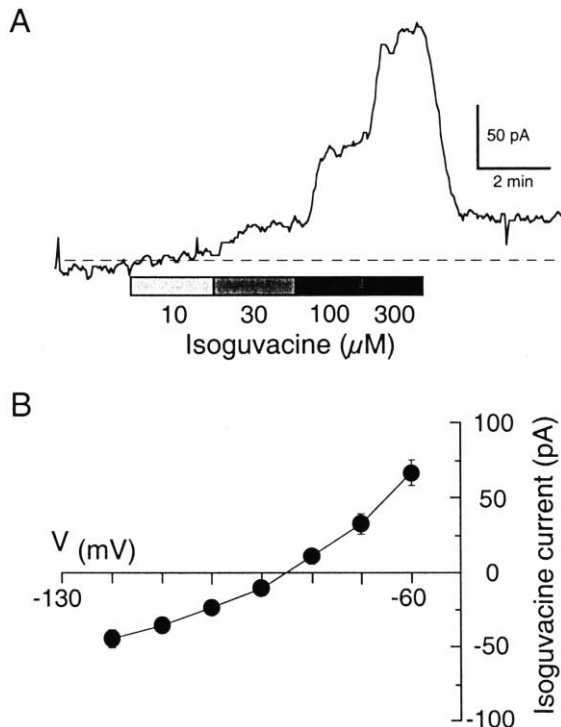 A
50 pA
2 min
10 30 100 300
Isoguvacine (µM)
B
100
50
0
-50
-100
Isoguvacine current (pA)
V (mV)
-130
-60